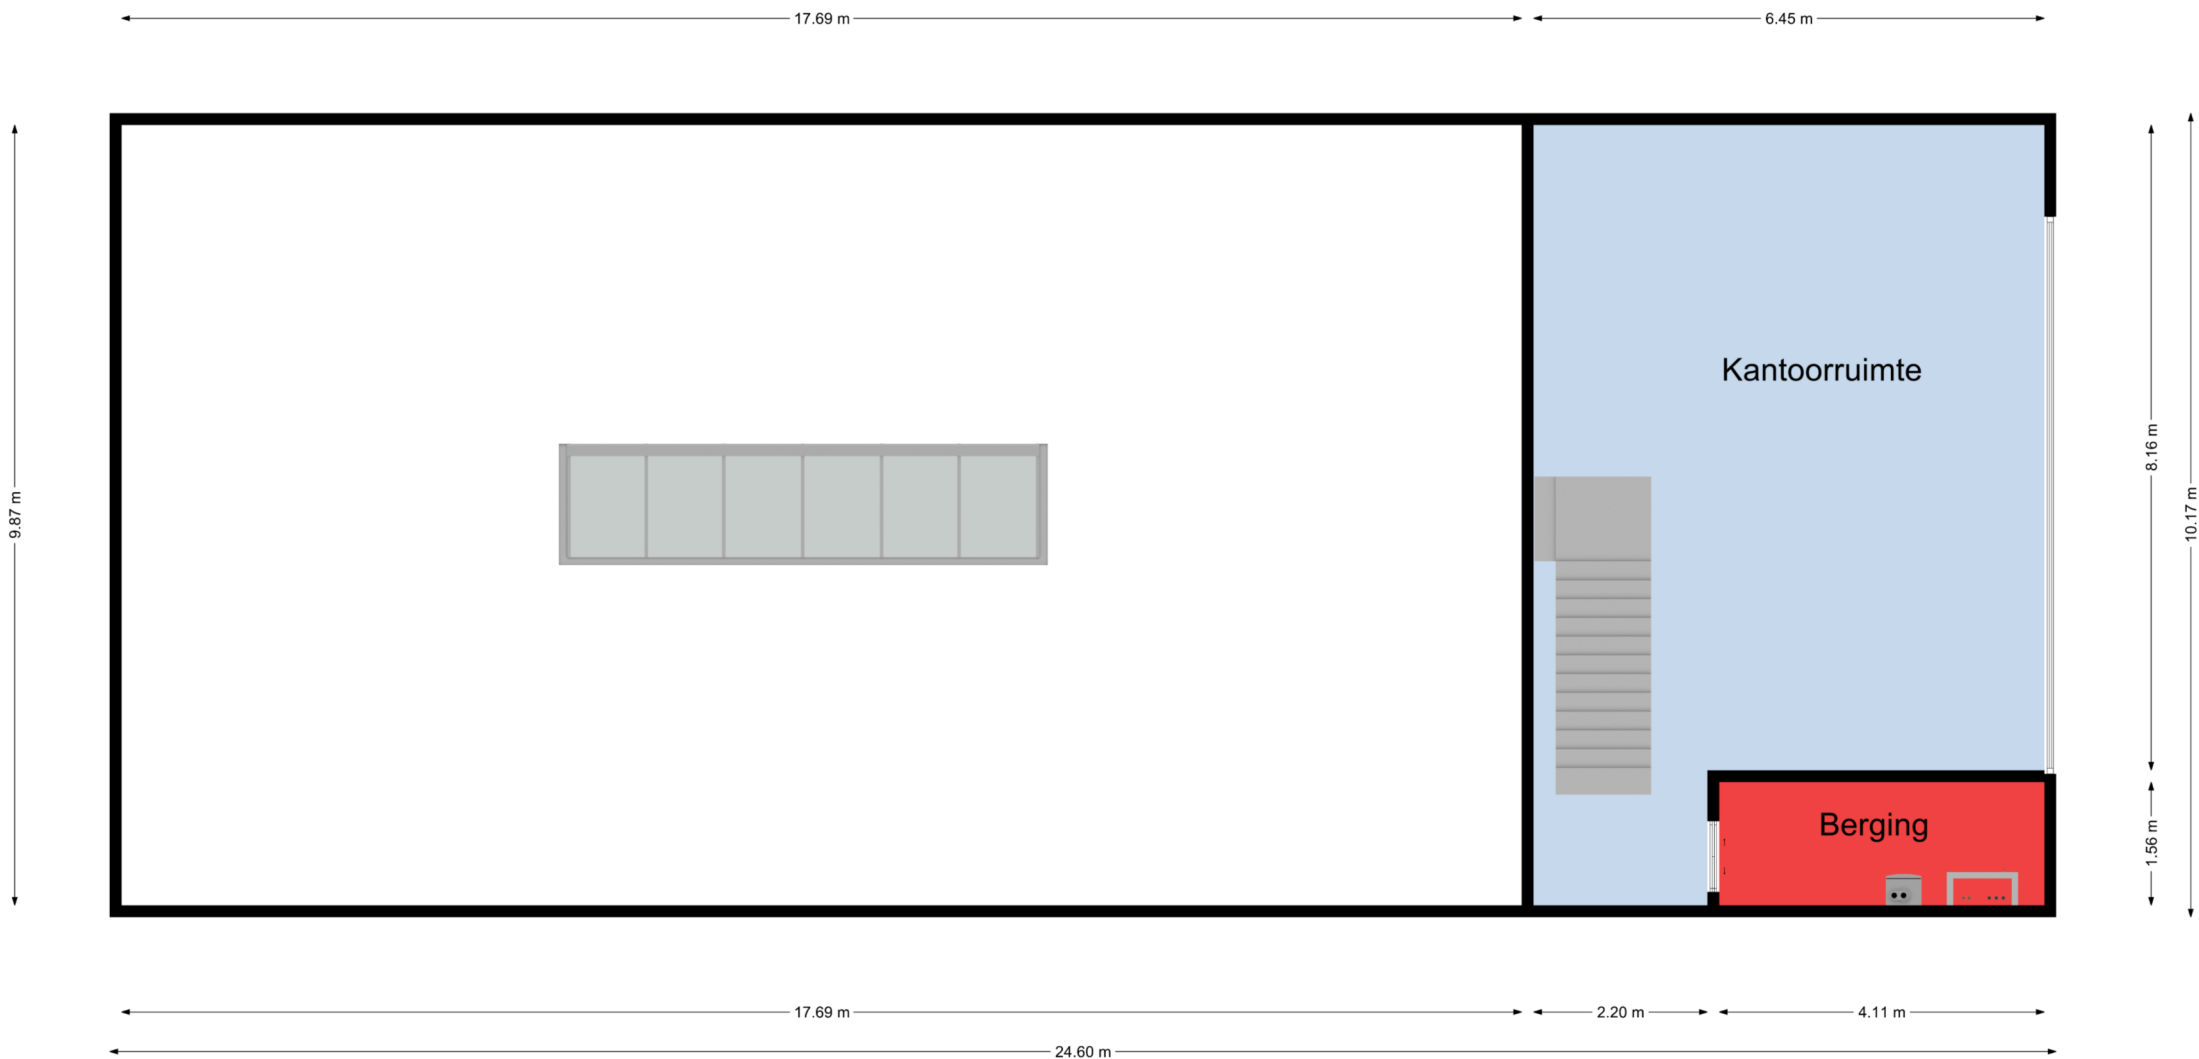 17.69 m
6.45 m
Kantoorruimte
9.87 m
8.16 m
10.17 m
Berging
1.56 m
17.69 m
2.20 m
4.11 m
24.60 m